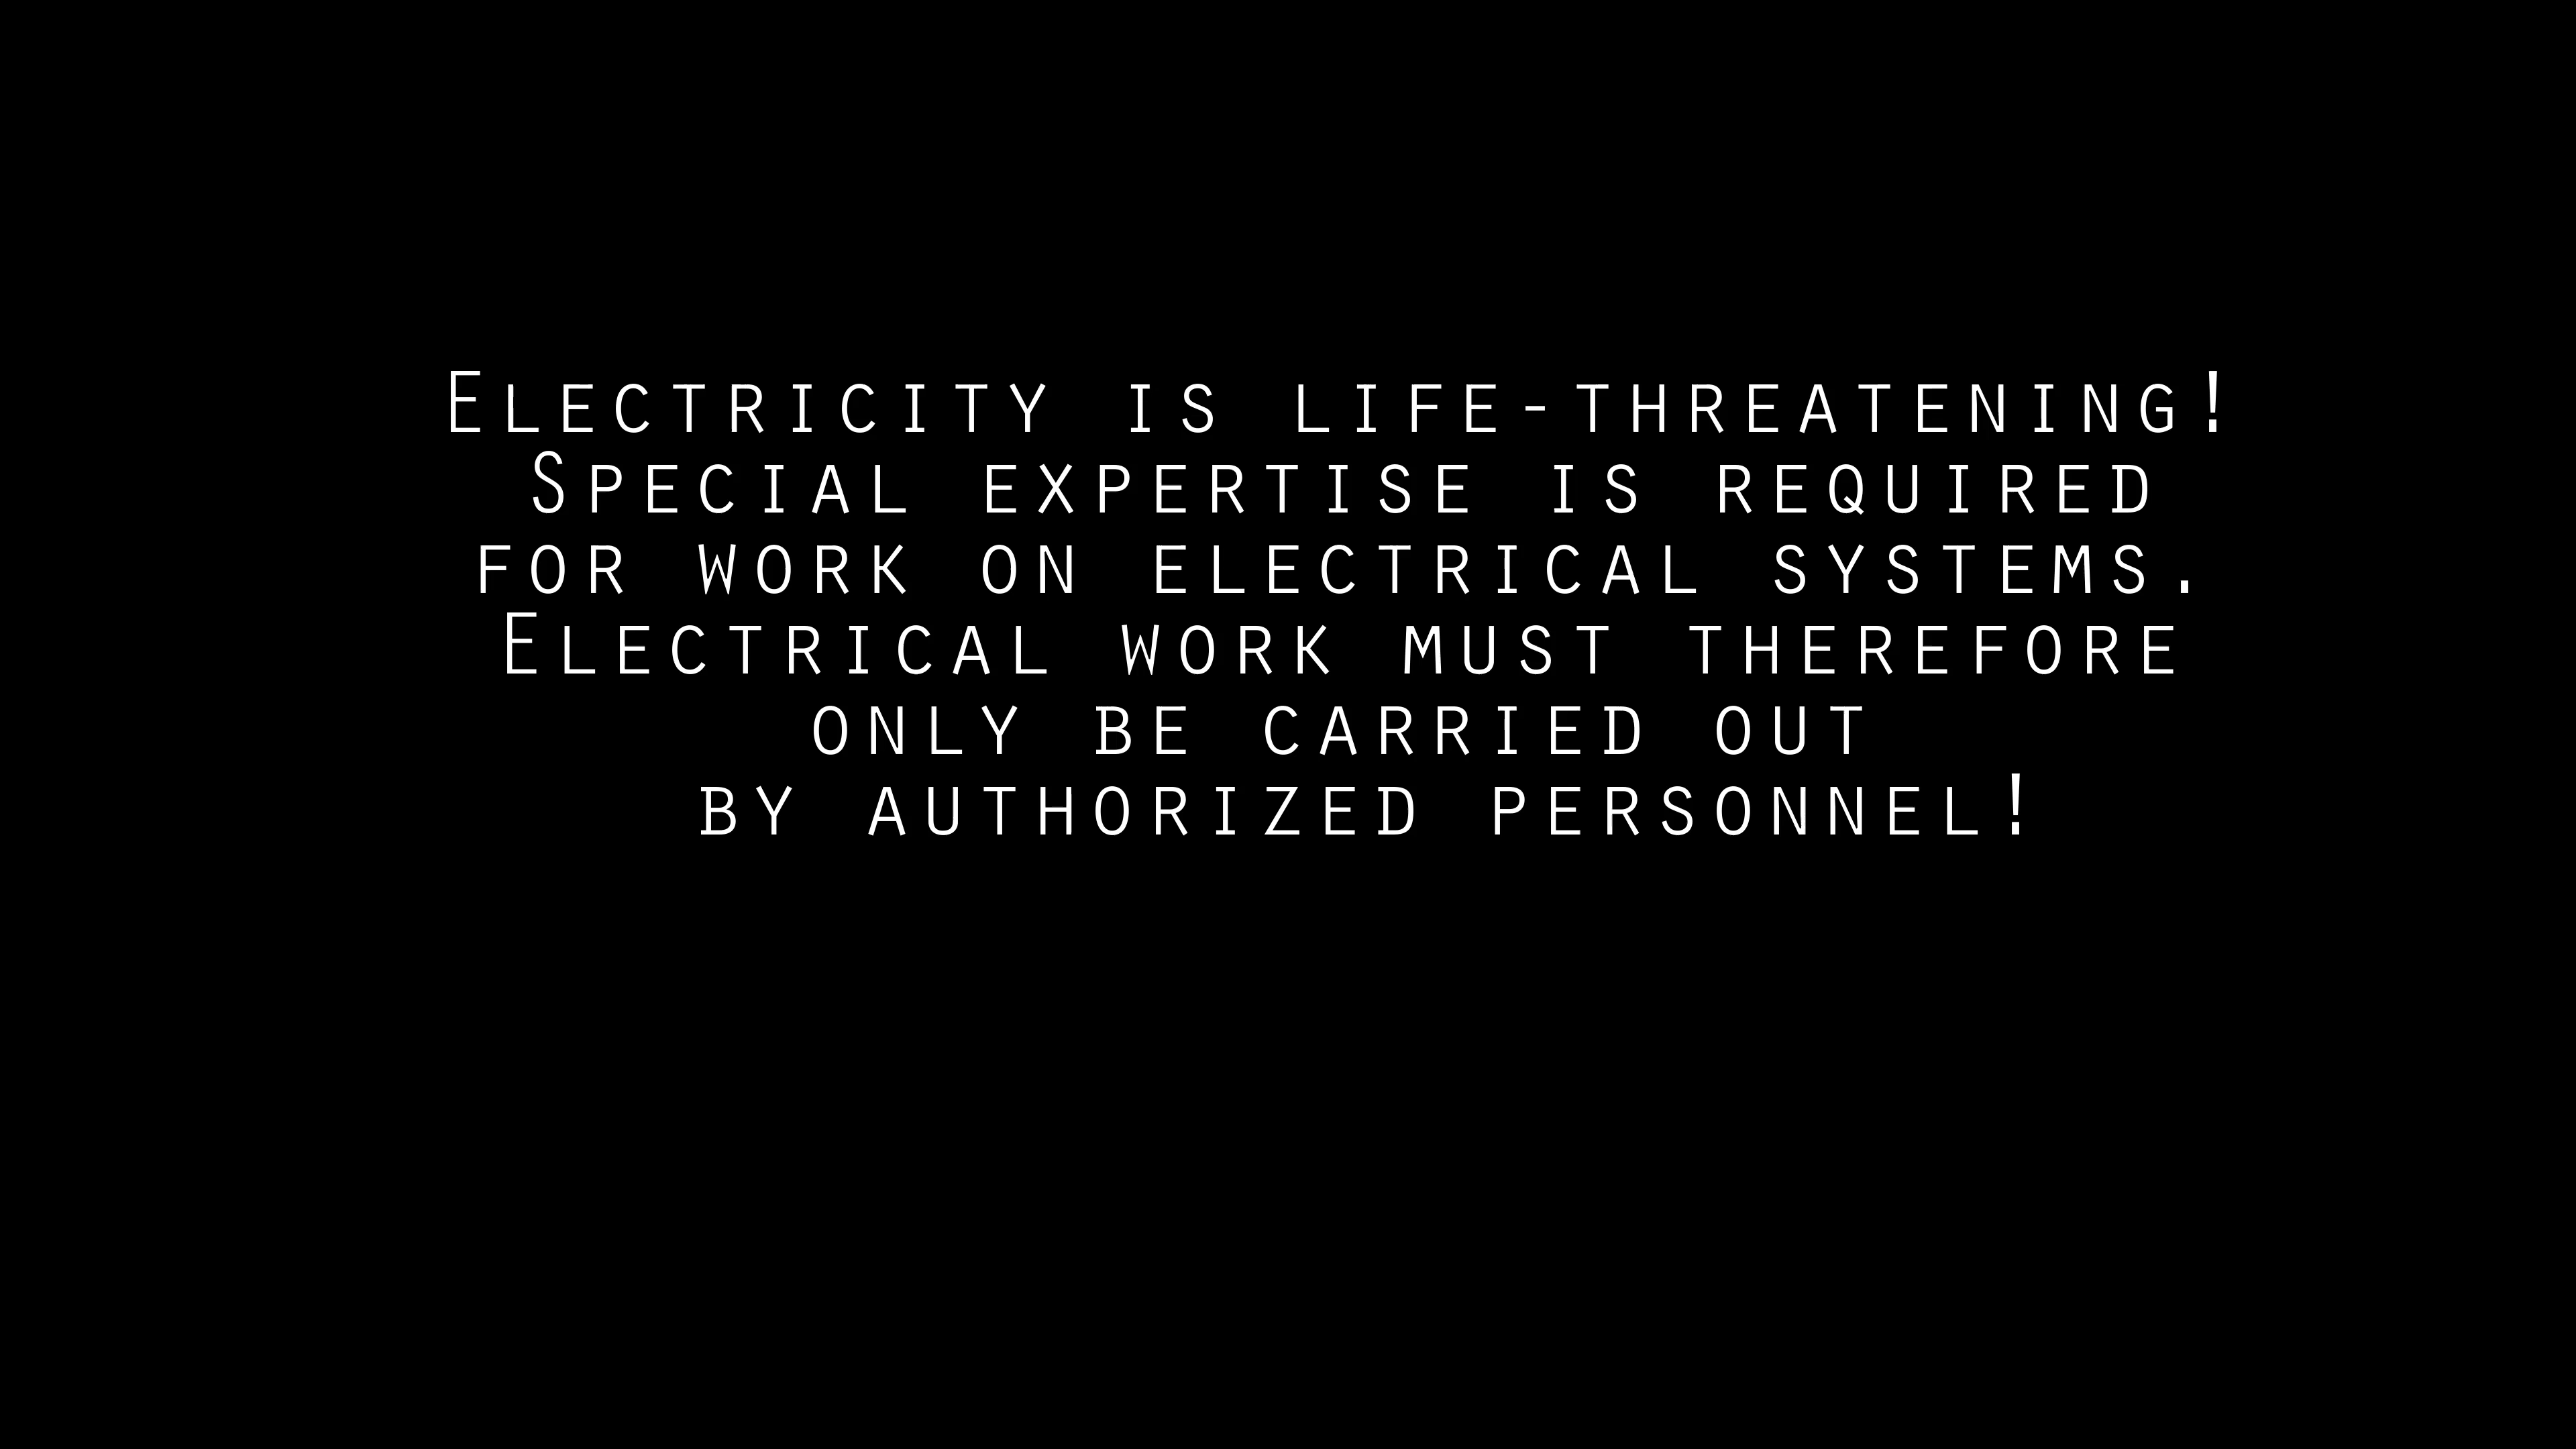 Electricity is life-threatening!
Special expertise is required
for work on electrical systems.
Electrical work must therefore
only be carried out
by authorized personnel!